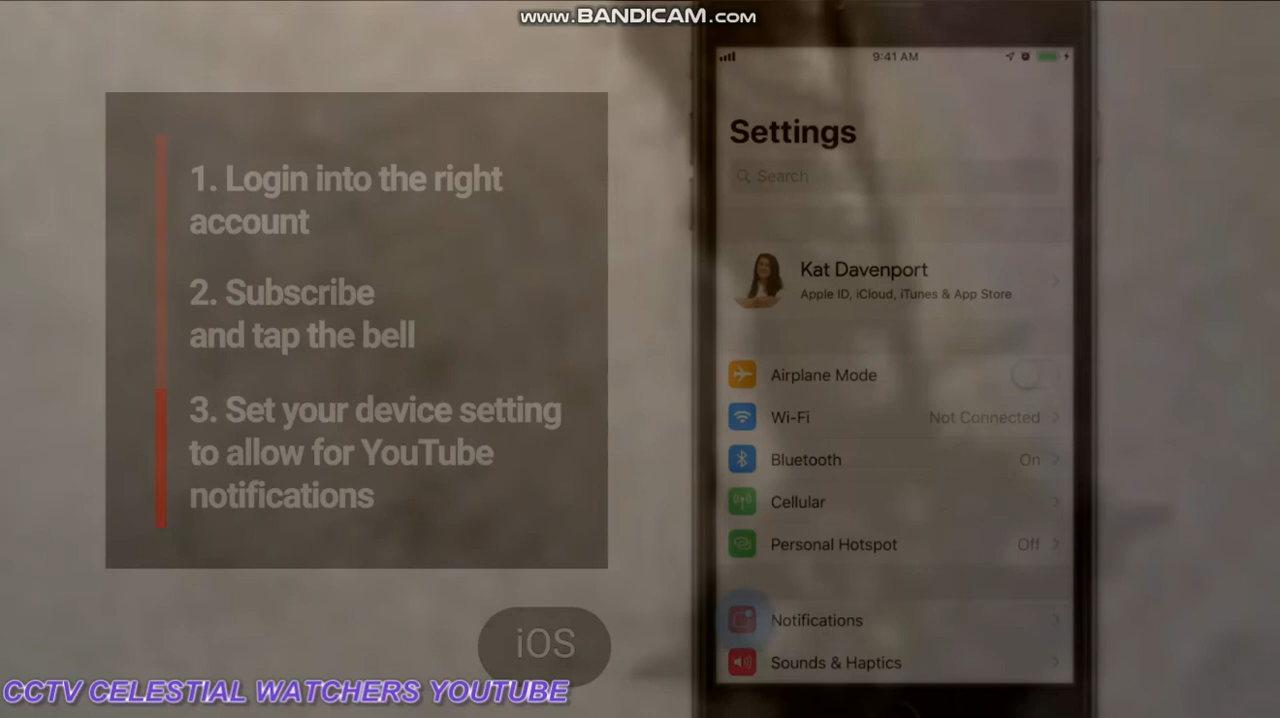 www.BANDICAM.com
9:41 AM
Settings
Search
1. Login into the right
account
2. Subscribe
and tap the bell
3. Set your device setting
to allow for YouTube
notifications
Kat Davenport
Apple ID, iCloud, iTunes & App Store
Airplane Mode
Wi-Fi Not Connected
Bluetooth On
Cellular
Personal Hotspot Off
Notifications
Sounds & Haptics
iOS
CCTV CELESTIAL WATCHERS YOUTUBE